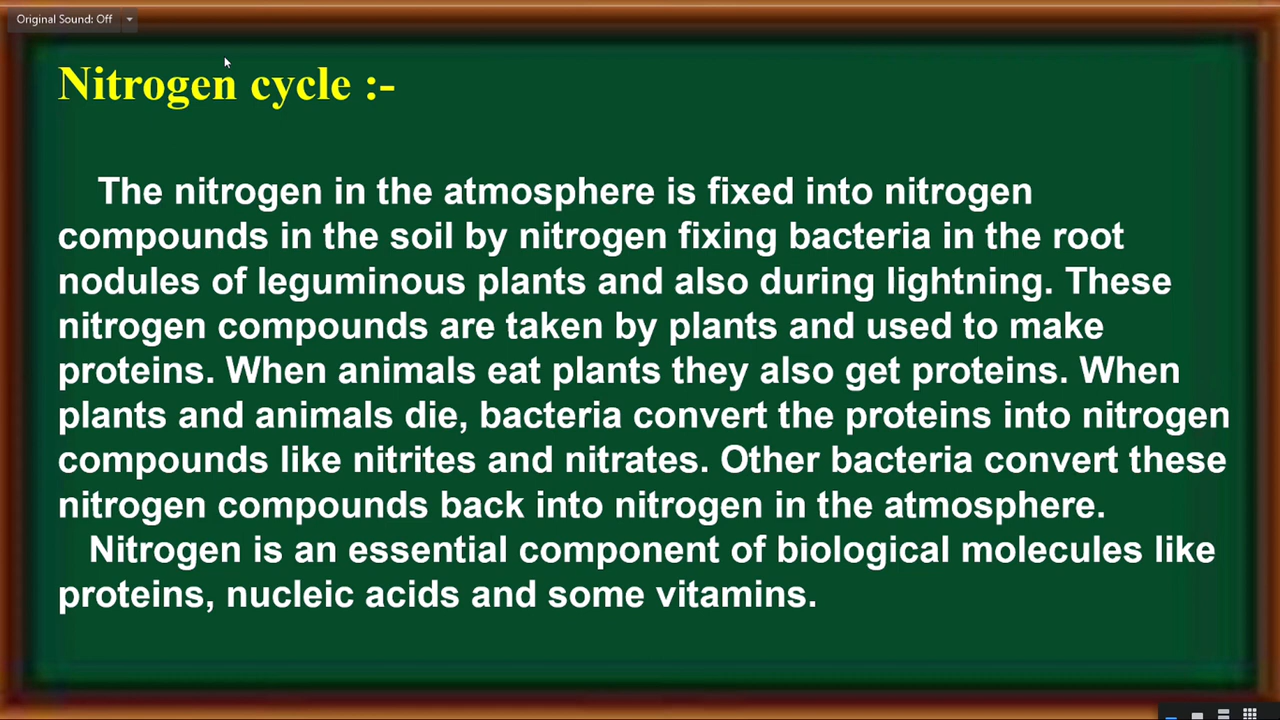 Original Sound: Off
Nitrogen cycle :-
The nitrogen in the atmosphere is fixed into nitrogen
compounds in the soil by nitrogen fixing bacteria in the root
nodules of leguminous plants and also during lightning. These
nitrogen compounds are taken by plants and used to make
proteins. When animals eat plants they also get proteins. When
plants and animals die, bacteria convert the proteins into nitrogen
compounds like nitrites and nitrates. Other bacteria convert these
nitrogen compounds back into nitrogen in the atmosphere.
Nitrogen is an essential component of biological molecules like
proteins, nucleic acids and some vitamins.